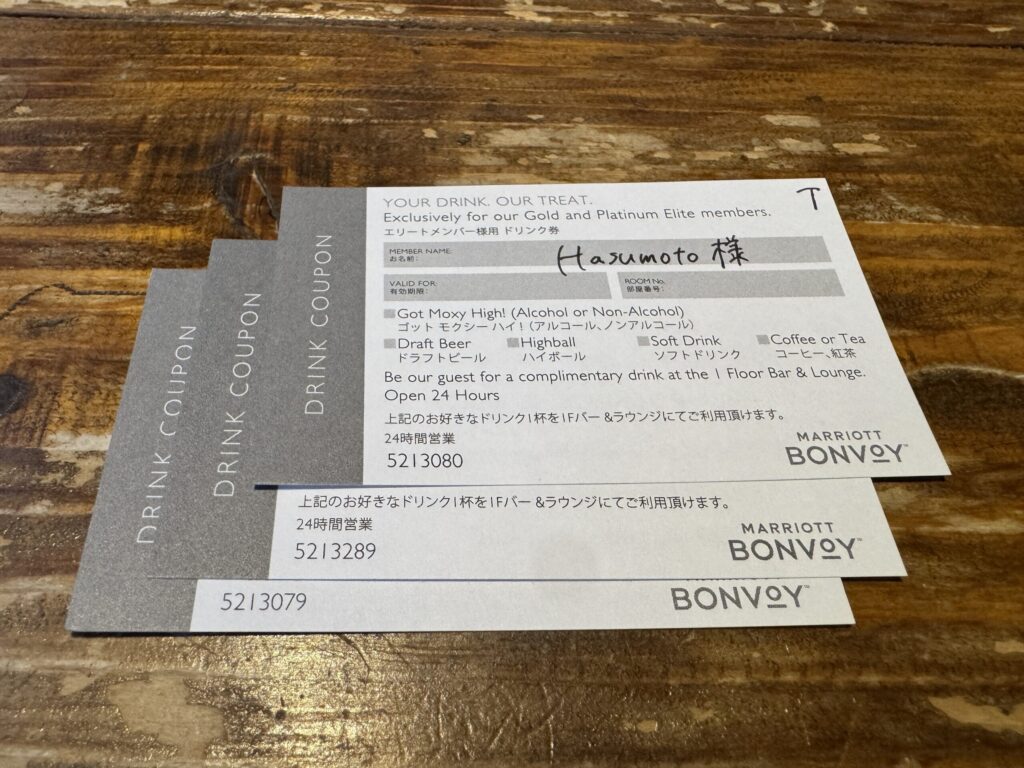 YOUR DRINK. OUR TREAT.
T
Exclusively for our Gold and Platinum Elite members.
エリートメンバー様用 ドリンク券
MEMBER NAME:
お名前:
Hasumoto 様
VALID FOR:
有効期限:
ROOM No.
部屋番号:
Got Moxy High! (Alcohol or Non-Alcohol)
ゴット モクシー ハイ! (アルコール、ノンアルコール)
Draft Beer
ドラフトビール
Highball
ハイボール
Soft Drink
ソフトドリンク
Coffee or Tea
コーヒー、紅茶
Be our guest for a complimentary drink at the 1 Floor Bar & Lounge.
Open 24 Hours
上記のお好きなドリンク1杯を1Fバー &ラウンジにてご利用頂けます。
24時間営業
5213080
MARRIOTT
BONVOY™
DRINK COUPON
上記のお好きなドリンク1杯を1Fバー &ラウンジにてご利用頂けます。
24時間営業
5213289
MARRIOTT
BONVOY™
DRINK COUPON
5213079
BONVOY™
DRINK COUPON